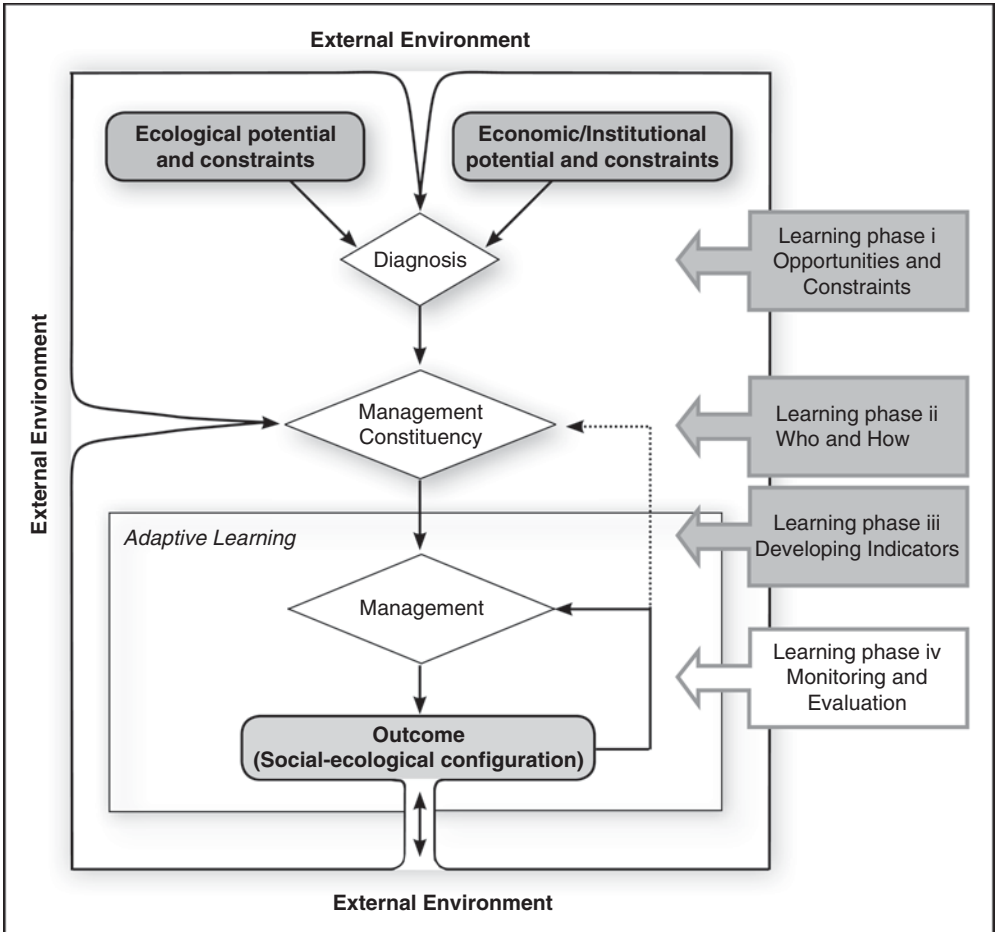 External Environment
Ecological potential
and constraints
Economic/Institutional
potential and constraints
Diagnosis
Learning phase i
Opportunities and
Constraints
External Environment
Management
Constituency
Learning phase ii
Who and How
Adaptive Learning
Learning phase iii
Developing Indicators
Management
Learning phase iv
Monitoring and
Evaluation
Outcome
(Social-ecological configuration)
External Environment